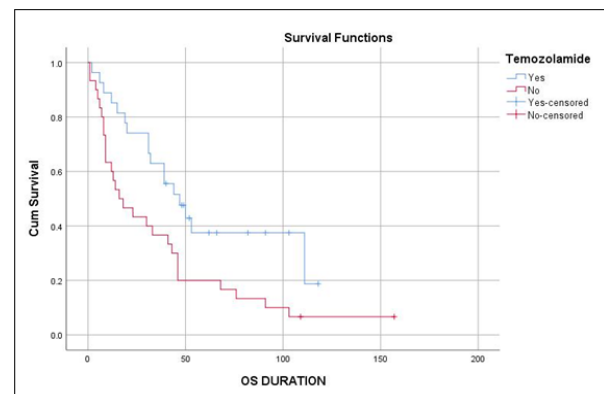 Survival Functions
Temozolamide
Yes
No
Yes-censored
No-censored
Cum Survival
1.0
0.8
0.6
0.4
0.2
0.0
0
50
100
150
200
OS DURATION